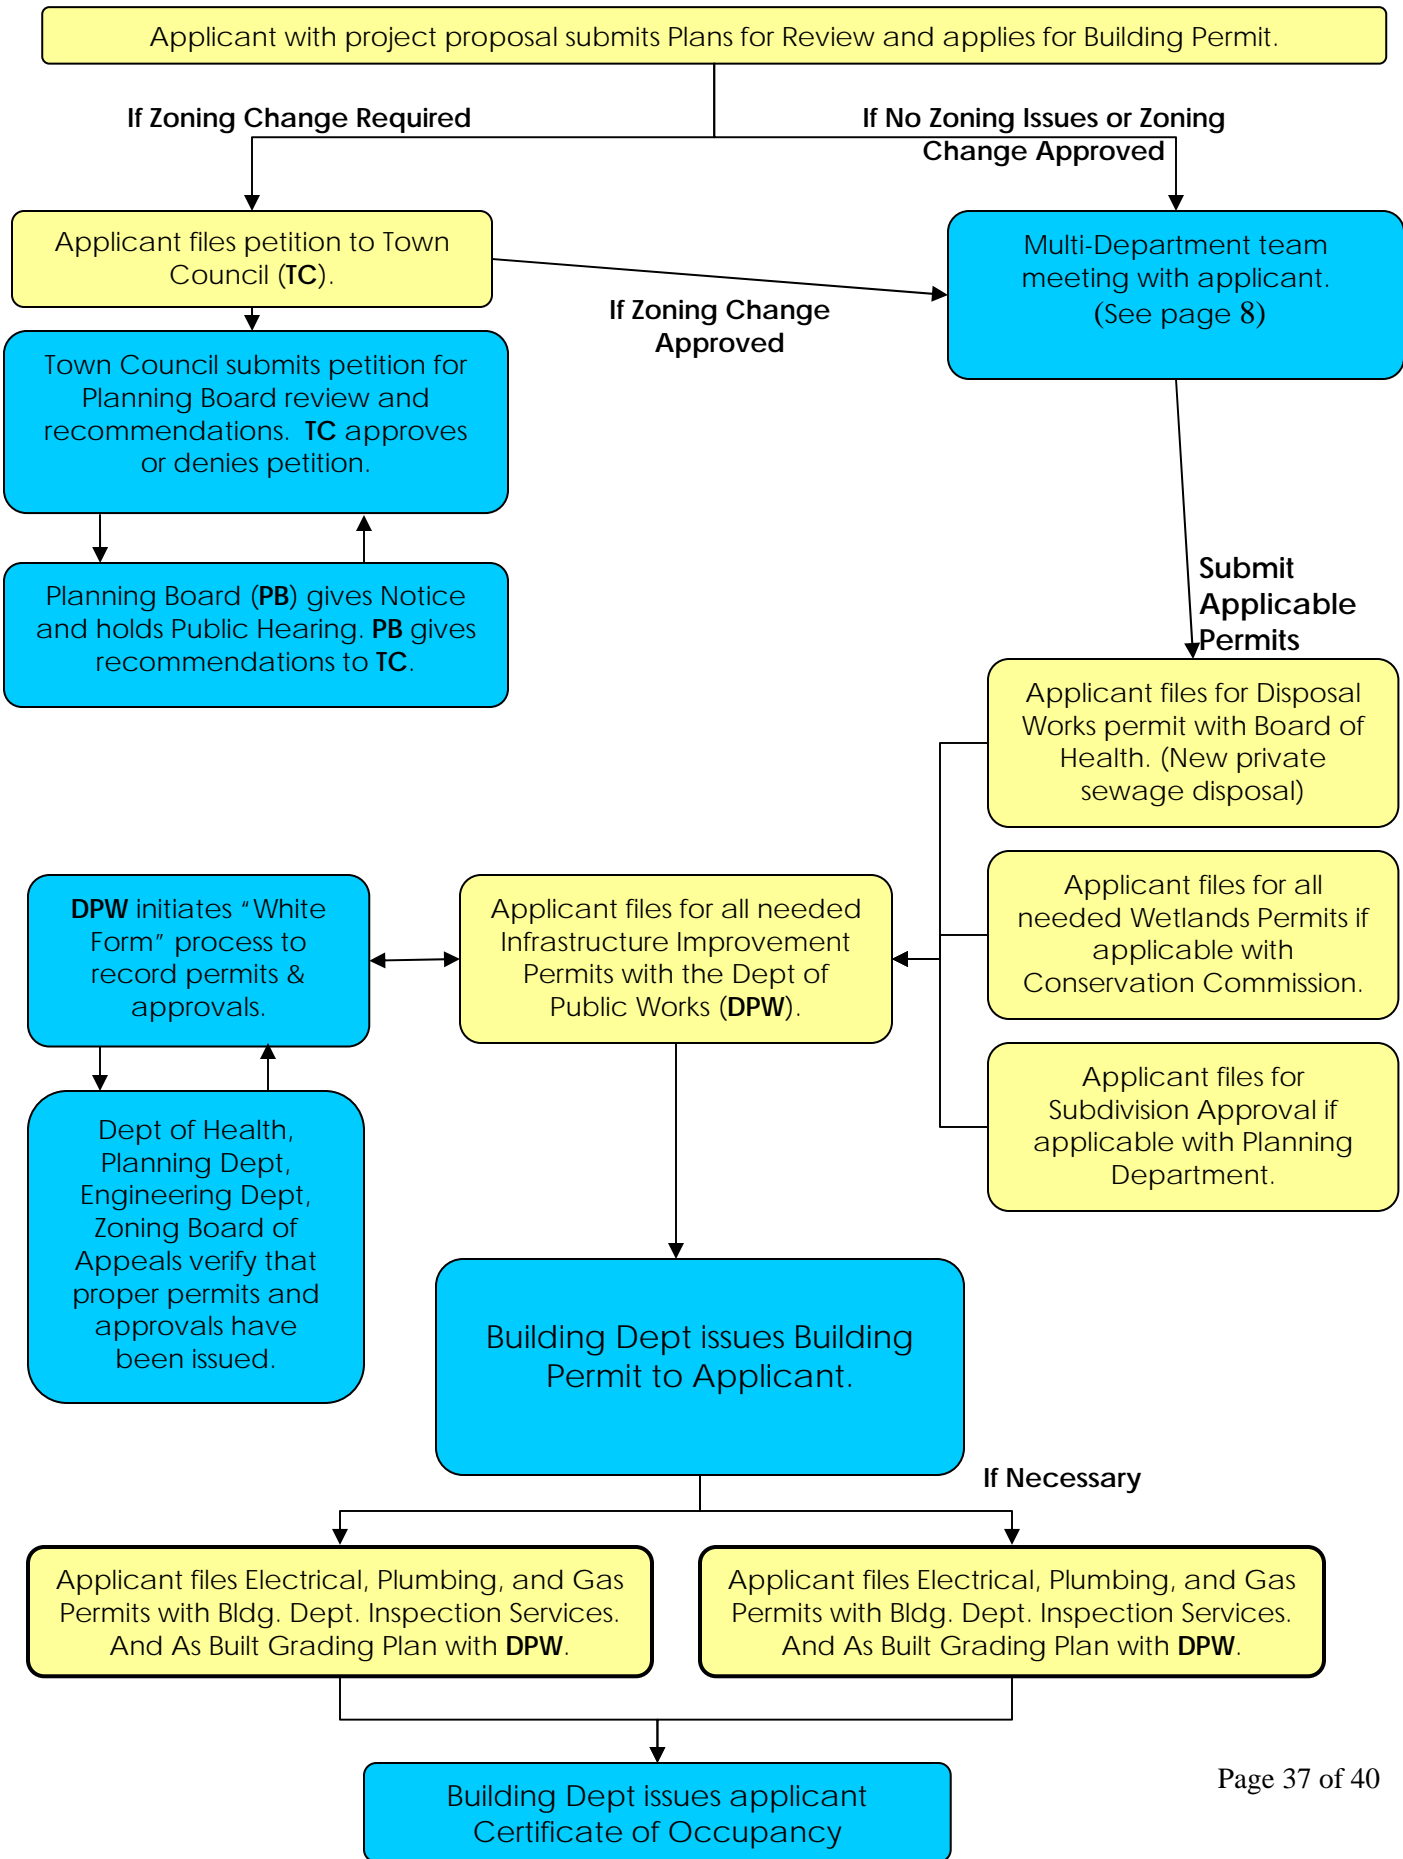 Applicant with project proposal submits Plans for Review and applies for Building Permit.
If Zoning Change Required
If No Zoning Issues or Zoning
Change Approved
Applicant files petition to Town
Council (TC).
Multi-Department team
meeting with applicant.
(See page 8)
If Zoning Change
Approved
Town Council submits petition for
Planning Board review and
recommendations. TC approves
or denies petition.
Planning Board (PB) gives Notice
and holds Public Hearing. PB gives
recommendations to TC.
Submit
Applicable
Permits
Applicant files for Disposal
Works permit with Board of
Health. (New private
sewage disposal)
DPW initiates “White
Form” process to
record permits &
approvals.
Applicant files for all needed
Infrastructure Improvement
Permits with the Dept of
Public Works (DPW).
Applicant files for all
needed Wetlands Permits if
applicable with
Conservation Commission.
Applicant files for
Subdivision Approval if
applicable with Planning
Department.
Dept of Health,
Planning Dept,
Engineering Dept,
Zoning Board of
Appeals verify that
proper permits and
approvals have
been issued.
Building Dept issues Building
Permit to Applicant.
If Necessary
Applicant files Electrical, Plumbing, and Gas
Permits with Bldg. Dept. Inspection Services.
And As Built Grading Plan with DPW.
Applicant files Electrical, Plumbing, and Gas
Permits with Bldg. Dept. Inspection Services.
And As Built Grading Plan with DPW.
Building Dept issues applicant
Certificate of Occupancy
Page 37 of 40